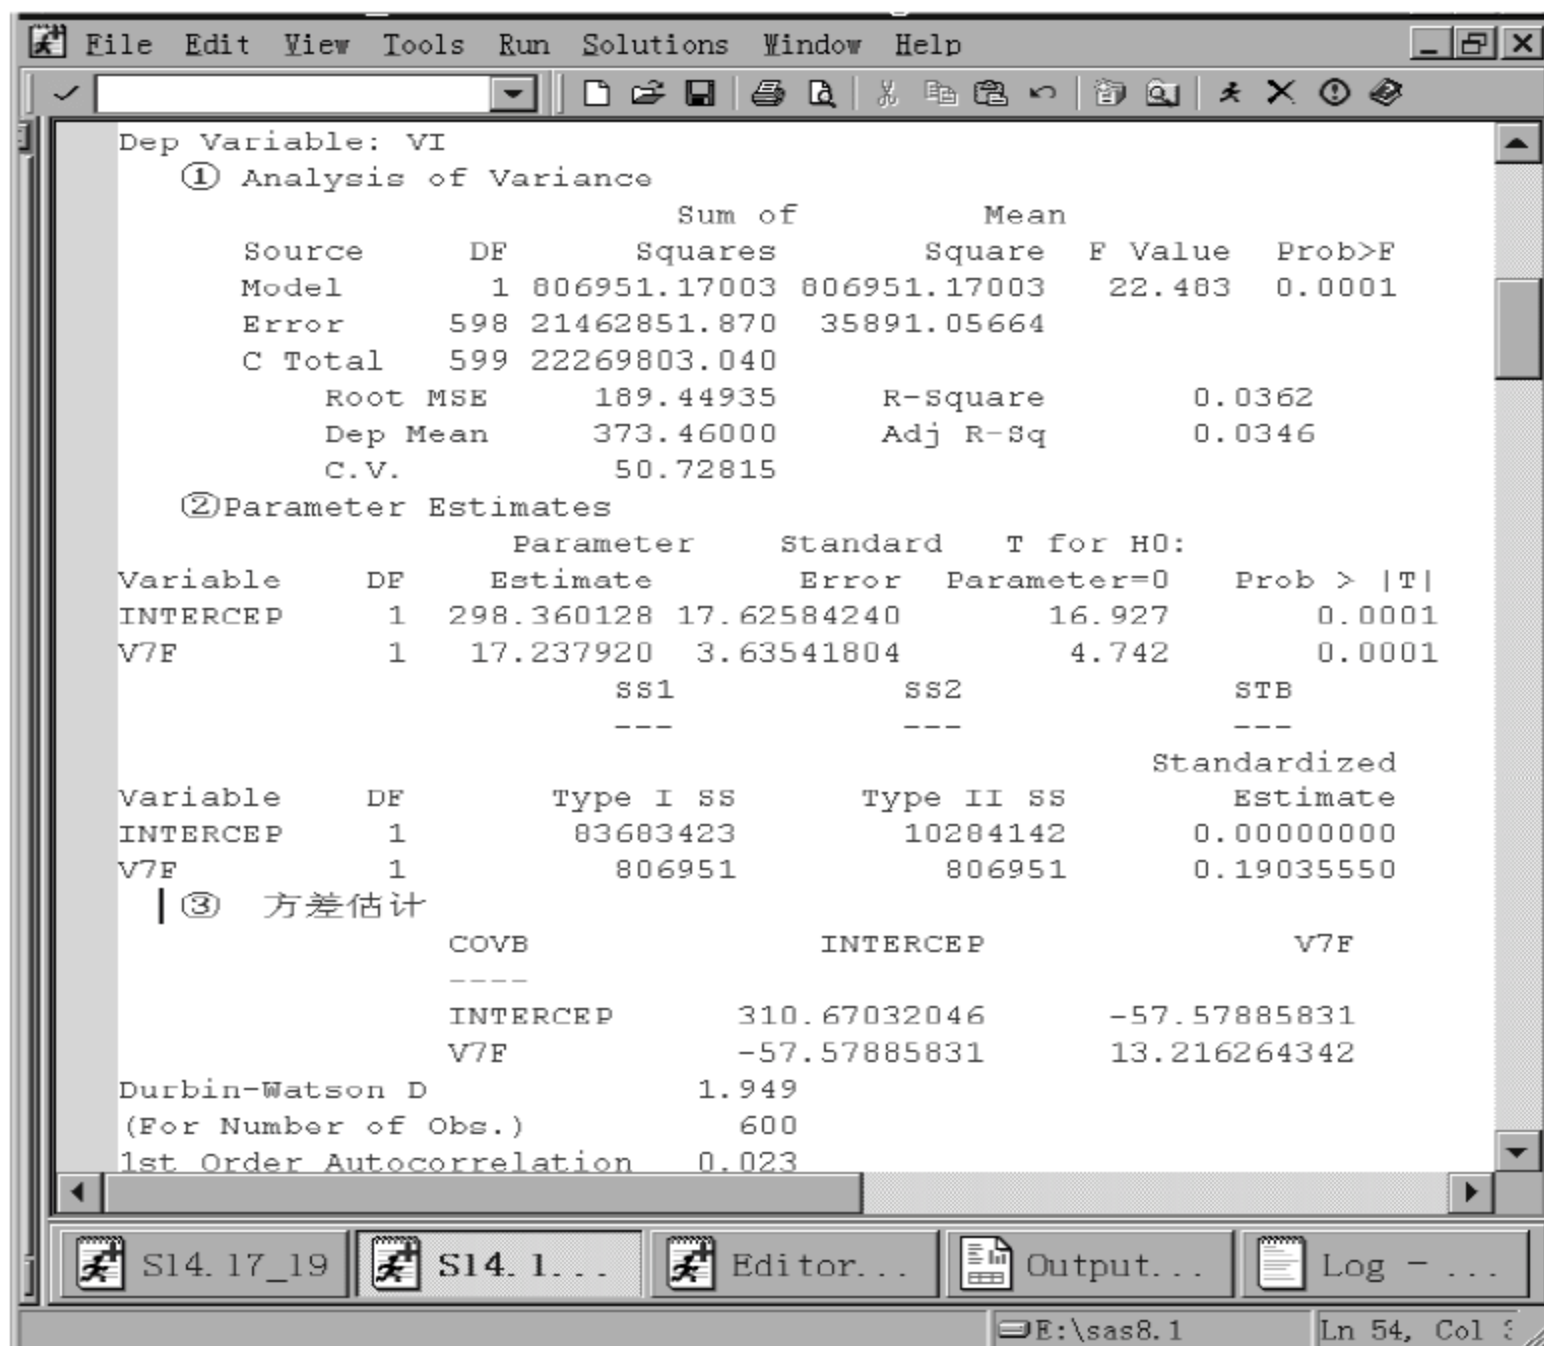 File Edit View Tools Run Solutions Window Help
Dep Variable: VI
① Analysis of Variance
Sum of Mean
Source DF Squares Square F Value Prob>F
Model 1 806951.17003 806951.17003 22.483 0.0001
Error 598 21462851.870 35891.05664
C Total 599 22269803.040
Root MSE 189.44935 R-Square 0.0362
Dep Mean 373.46000 Adj R-Sq 0.0346
C.V. 50.72815
②Parameter Estimates
Parameter Standard T for H0:
Variable DF Estimate Error Parameter=0 Prob > |T|
INTERCEP 1 298.360128 17.62584240 16.927 0.0001
V7F 1 17.237920 3.63541804 4.742 0.0001
SS1 SS2 STB
--- --- ---
Standardized
Variable DF Type I SS Type II SS Estimate
INTERCEP 1 83683423 10284142 0.00000000
V7F 1 806951 806951 0.19035550
③ 方差估计
COVB INTERCEP V7F
----
INTERCEP 310.67032046 -57.57885831
V7F -57.57885831 13.216264342
Durbin-Watson D 1.949
(For Number of Obs.) 600
1st Order Autocorrelation 0.023
S14.17_19 S14.1... Editor... Output... Log - ...
E:\sas8.1 Ln 54, Col